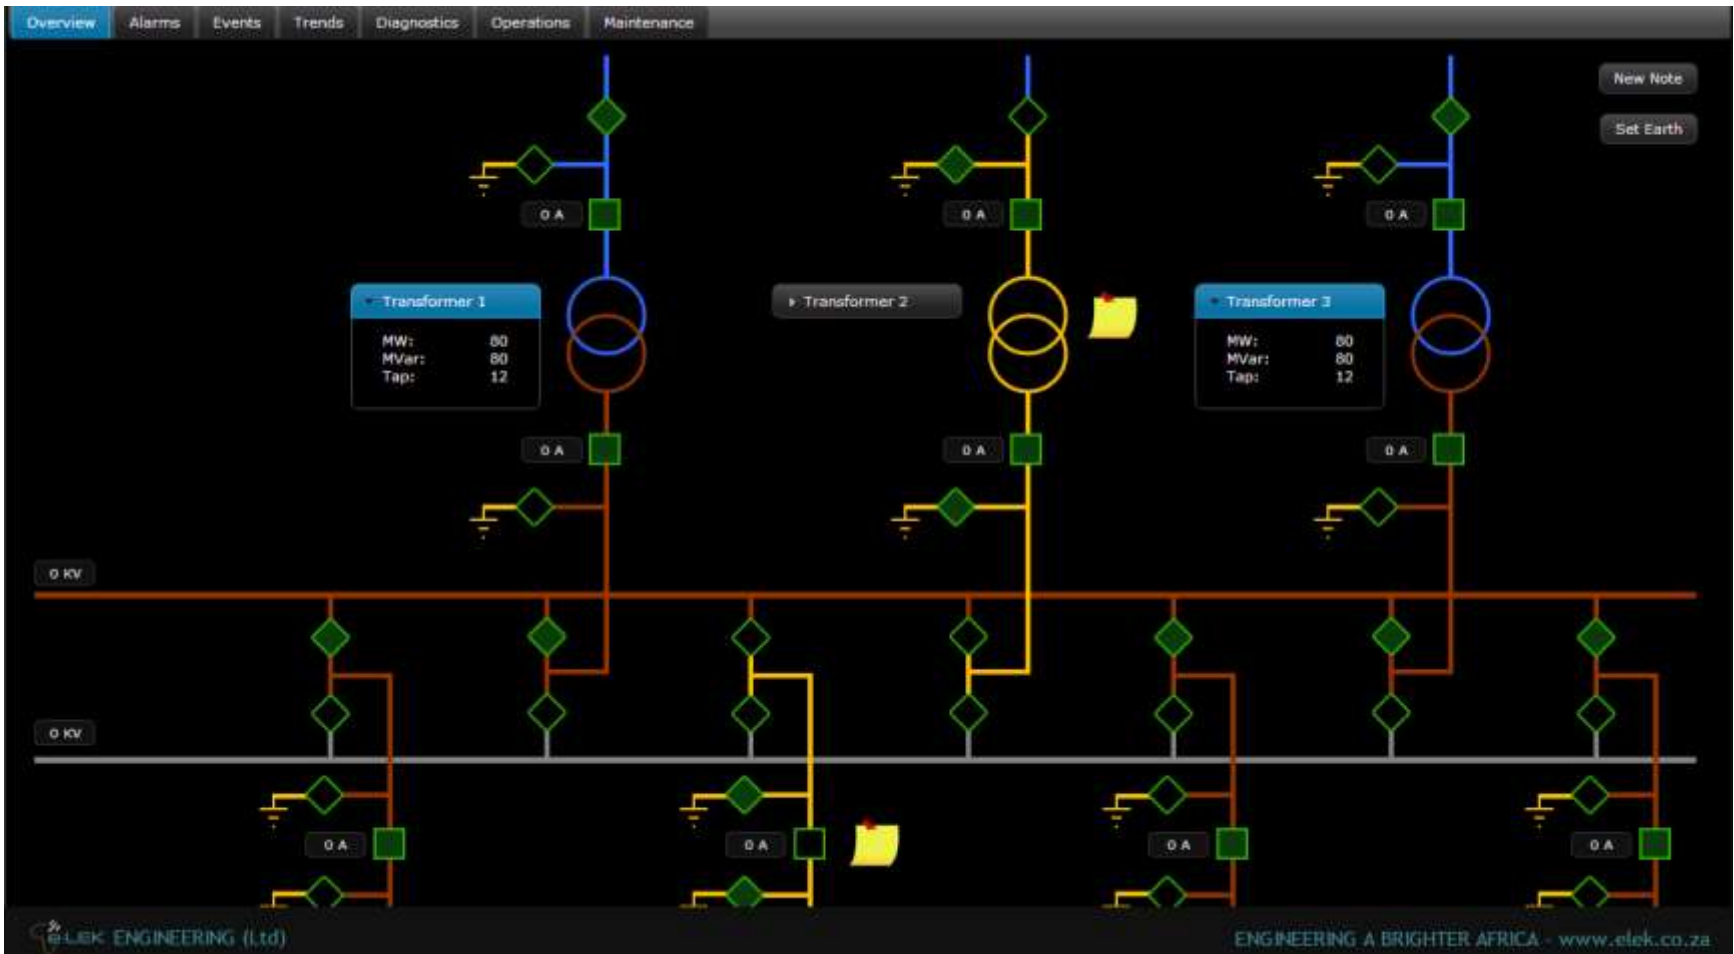 Overview Alarms Events Trends Diagnostics Operations Maintenance
New Note
Set Earth
0 A 0 A 0 A
Transformer 1 Transformer 2 Transformer 3
MW: 80 MW: 80
MVar: 80 MVar: 80
Tap: 12 Tap: 12
0 A 0 A 0 A
0 KV
0 KV
0 A 0 A 0 A 0 A
eLEK ENGINEERING (Ltd) ENGINEERING A BRIGHTER AFRICA - www.elek.co.za